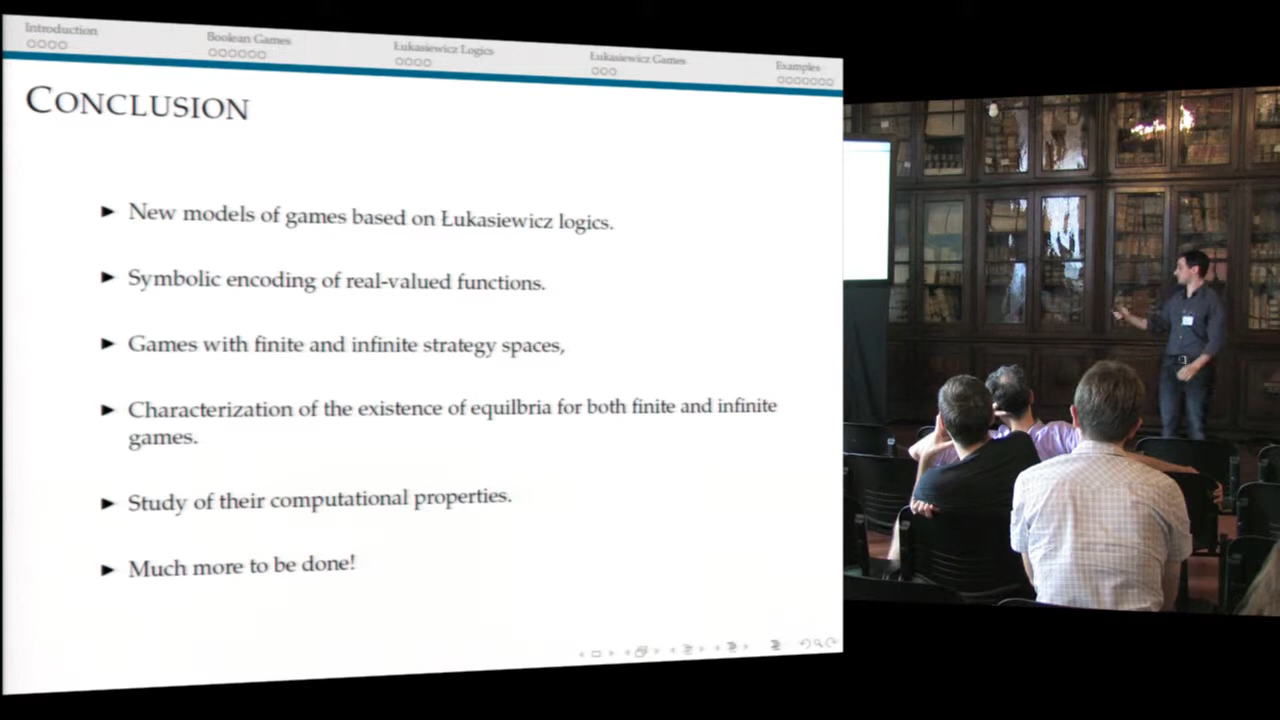 Introduction
Boolean Games
Łukasiewicz Logics
Łukasiewicz Games
Examples
CONCLUSION
► New models of games based on Łukasiewicz logics.
► Symbolic encoding of real-valued functions.
► Games with finite and infinite strategy spaces,
► Characterization of the existence of equilbria for both finite and infinite
games.
► Study of their computational properties.
► Much more to be done!